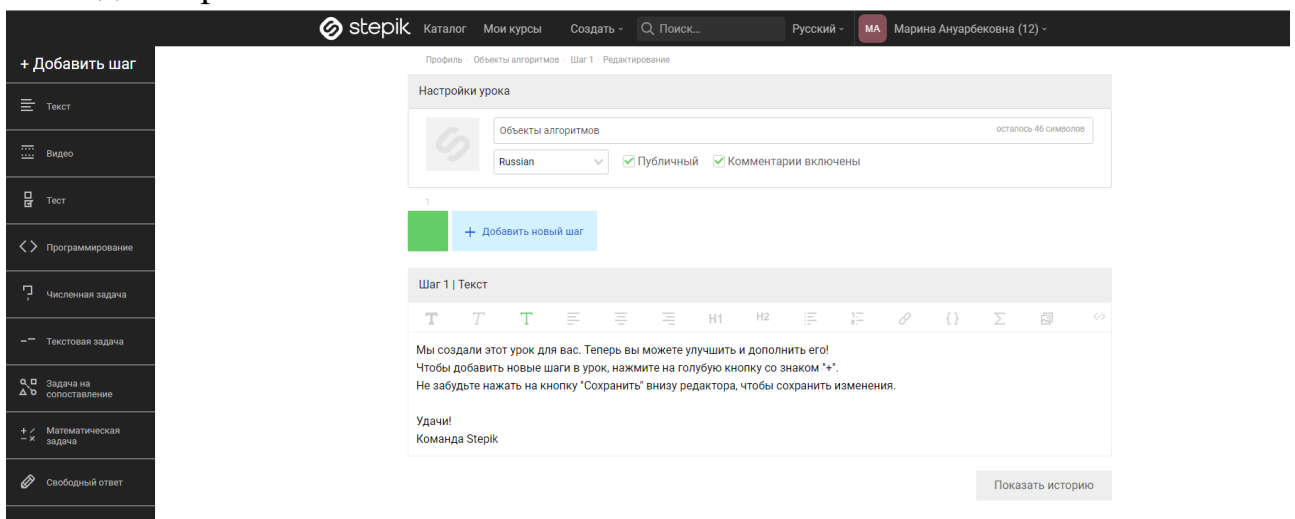 stepik Каталог Мои курсы Создать Поиск... Русский MA Марина Ануарбековна (12)
+ Добавить шаг
Текст
Видео
Тест
Программирование
Численная задача
Текстовая задача
Задача на
сопоставление
Математическая
задача
Свободный ответ
Профиль · Объекты алгоритмов · Шаг 1 · Редактирование
Настройки урока
Объекты алгоритмов осталось 46 символов
Russian Публичный Комментарии включены
1
+ Добавить новый шаг
Шаг 1 | Текст
T T T H1 H2 {} Σ </>
Мы создали этот урок для вас. Теперь вы можете улучшить и дополнить его!
Чтобы добавить новые шаги в урок, нажмите на голубую кнопку со знаком "+".
Не забудьте нажать на кнопку "Сохранить" внизу редактора, чтобы сохранить изменения.
Удачи!
Команда Stepik
Показать историю